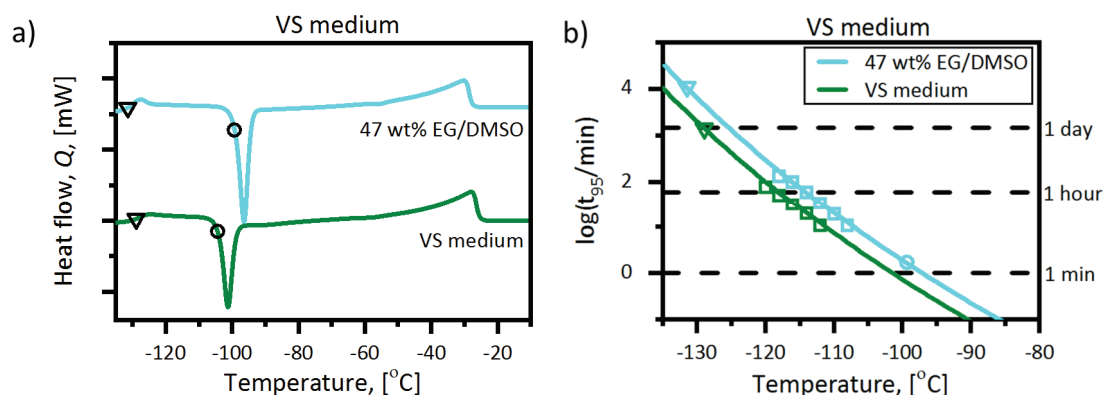 a)
VS medium
Heat flow, Q, [mW]
47 wt% EG/DMSO
VS medium
-120 -100 -80 -60 -40 -20
Temperature, [°C]
b)
VS medium
47 wt% EG/DMSO
VS medium
log(t95/min)
4
2
0
1 day
1 hour
1 min
-130 -120 -110 -100 -90 -80
Temperature, [°C]